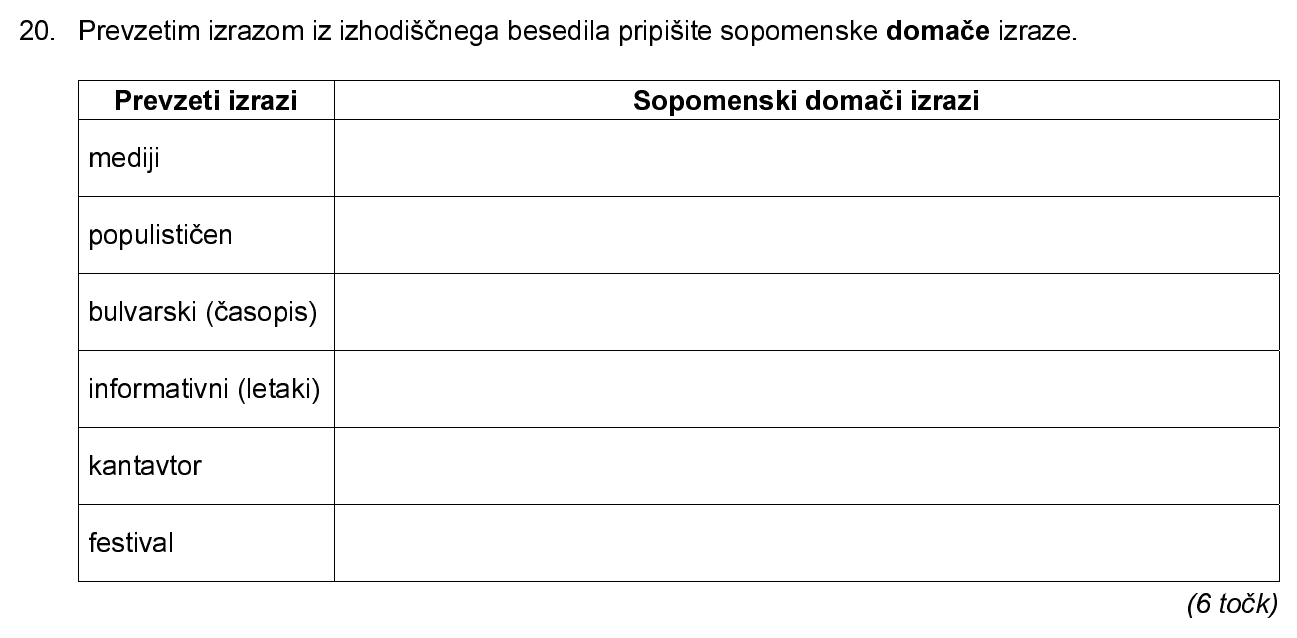 20. Prevzetim izrazom iz izhodiščnega besedila pripišite sopomenske domače izraze.
Prevzeti izrazi Sopomenski domači izrazi
mediji
populističen
bulvarski (časopis)
informativni (letaki)
kantavtor
festival
(6 točk)